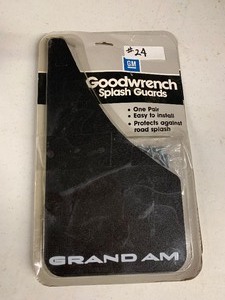 #24
GM
Goodwrench
Splash Guards
• One Pair
• Easy to install
• Protects against
road splash
GRAND AM